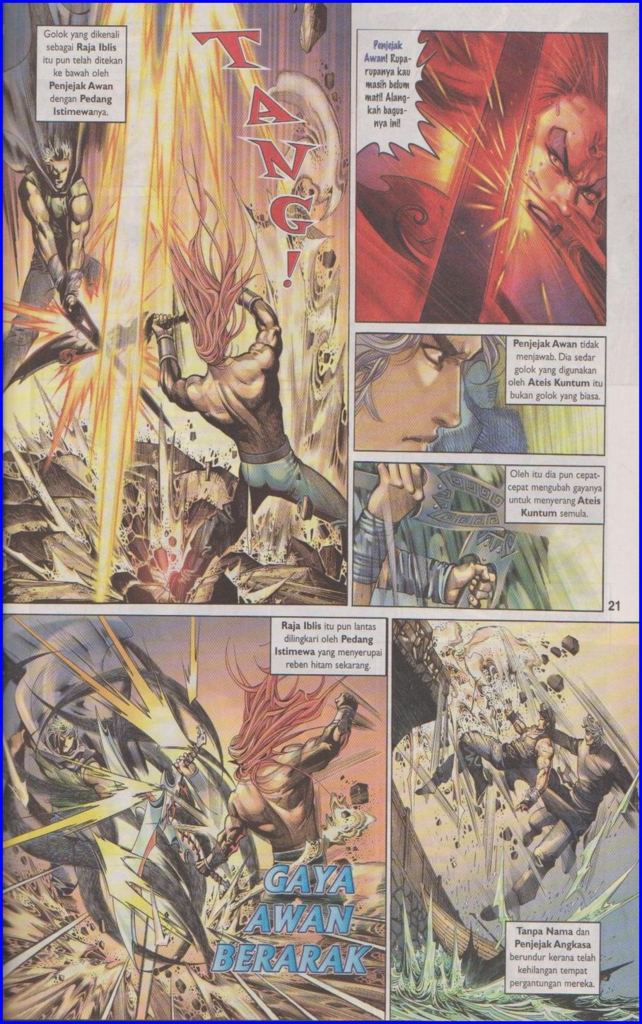 Golok yang dikenali
sebagai Raja Iblis
itu pun telah ditekan
ke bawah oleh
Penjejak Awan
dengan Pedang
Istimewanya.
TANG!
Penjejak
Awan! Rupa-
rupanya kau
masih belum
mati! Alang-
kah bagus-
nya ini!
Penjejak Awan tidak
menjawab. Dia sedar
golok yang digunakan
oleh Ateis Kuntum itu
bukan golok yang biasa.
Oleh itu dia pun cepat-
cepat mengubah gayanya
untuk menyerang Ateis
Kuntum semula.
21
Raja Iblis itu pun lantas
dilingkari oleh Pedang
Istimewa yang menyerupai
reben hitam sekarang.
GAYA
AWAN
BERARAK
Tanpa Nama dan
Penjejak Angkasa
berundur kerana telah
kehilangan tempat
pergantungan mereka.